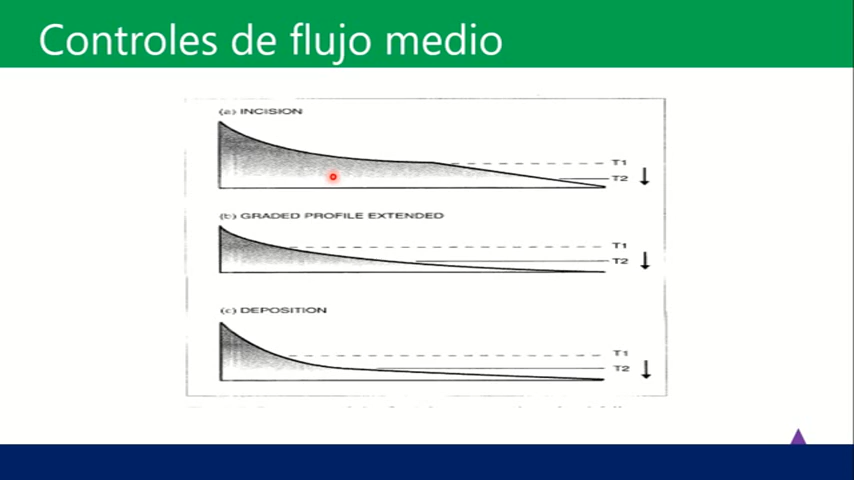 Controles de flujo medio
(a) INCISION
T1
T2
(b) GRADED PROFILE EXTENDED
T1
T2
(c) DEPOSITION
T1
T2